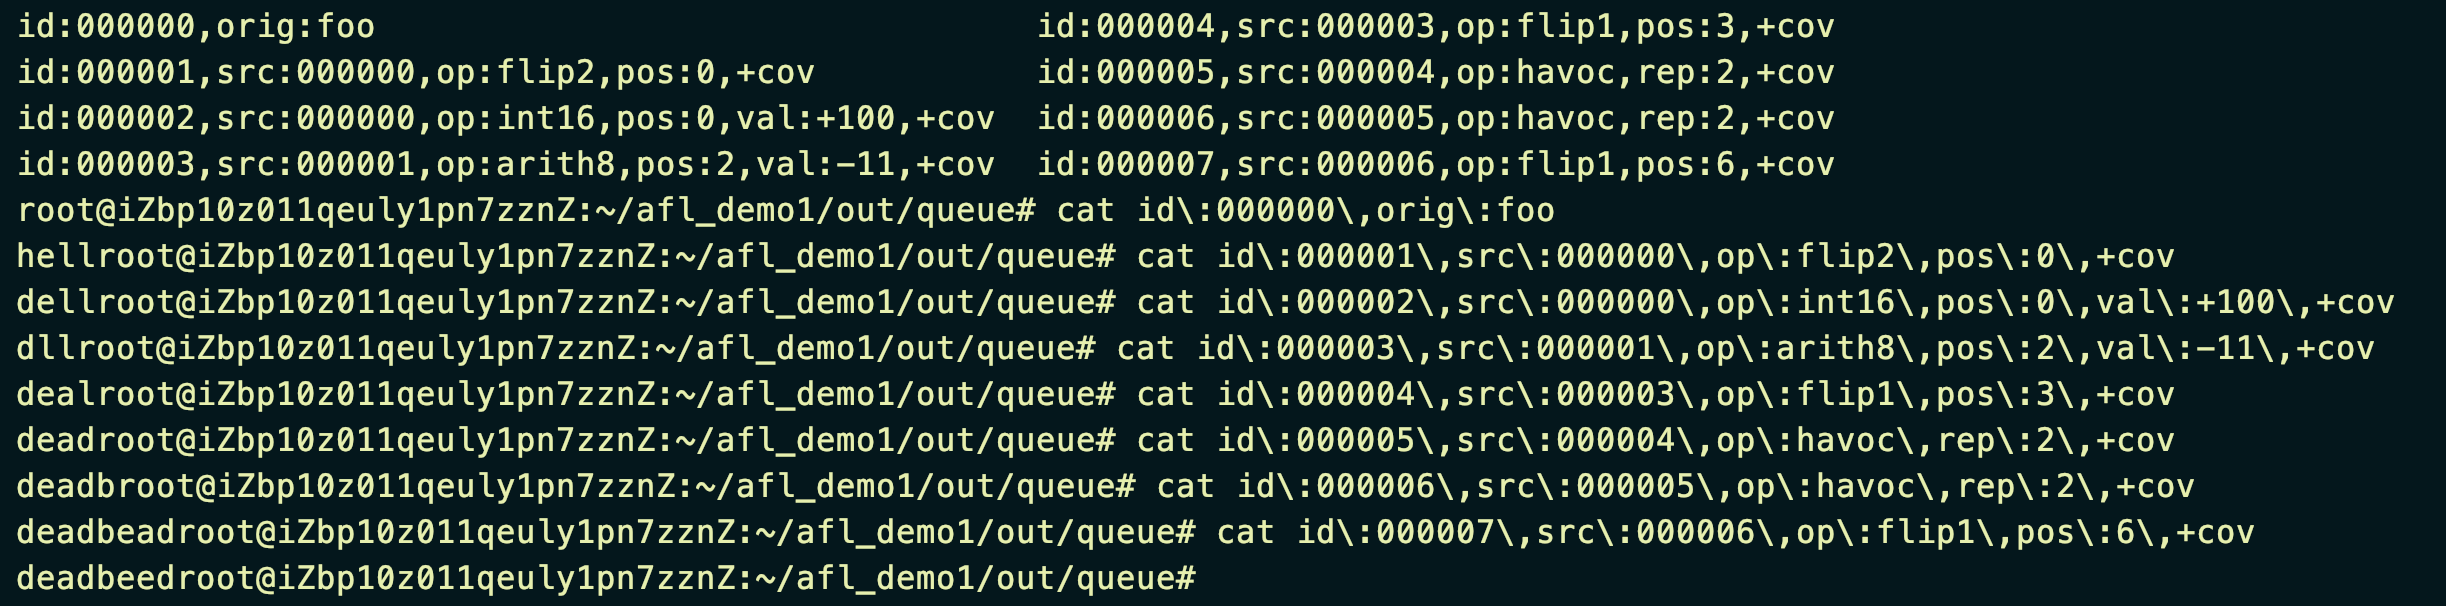 id:000000,orig:foo                                 id:000004,src:000003,op:flip1,pos:3,+cov
id:000001,src:000000,op:flip2,pos:0,+cov           id:000005,src:000004,op:havoc,rep:2,+cov
id:000002,src:000000,op:int16,pos:0,val:+100,+cov  id:000006,src:000005,op:havoc,rep:2,+cov
id:000003,src:000001,op:arith8,pos:2,val:-11,+cov  id:000007,src:000006,op:flip1,pos:6,+cov
root@iZbp10z011qeuly1pn7zznZ:~/afl_demo1/out/queue# cat id\:000000\,orig\:foo
hellroot@iZbp10z011qeuly1pn7zznZ:~/afl_demo1/out/queue# cat id\:000001\,src\:000000\,op\:flip2\,pos\:0\,+cov
dellroot@iZbp10z011qeuly1pn7zznZ:~/afl_demo1/out/queue# cat id\:000002\,src\:000000\,op\:int16\,pos\:0\,val\:+100\,+cov
dllroot@iZbp10z011qeuly1pn7zznZ:~/afl_demo1/out/queue# cat id\:000003\,src\:000001\,op\:arith8\,pos\:2\,val\:-11\,+cov
dealroot@iZbp10z011qeuly1pn7zznZ:~/afl_demo1/out/queue# cat id\:000004\,src\:000003\,op\:flip1\,pos\:3\,+cov
deadroot@iZbp10z011qeuly1pn7zznZ:~/afl_demo1/out/queue# cat id\:000005\,src\:000004\,op\:havoc\,rep\:2\,+cov
deadbroot@iZbp10z011qeuly1pn7zznZ:~/afl_demo1/out/queue# cat id\:000006\,src\:000005\,op\:havoc\,rep\:2\,+cov
deadbeadroot@iZbp10z011qeuly1pn7zznZ:~/afl_demo1/out/queue# cat id\:000007\,src\:000006\,op\:flip1\,pos\:6\,+cov
deadbeedroot@iZbp10z011qeuly1pn7zznZ:~/afl_demo1/out/queue#